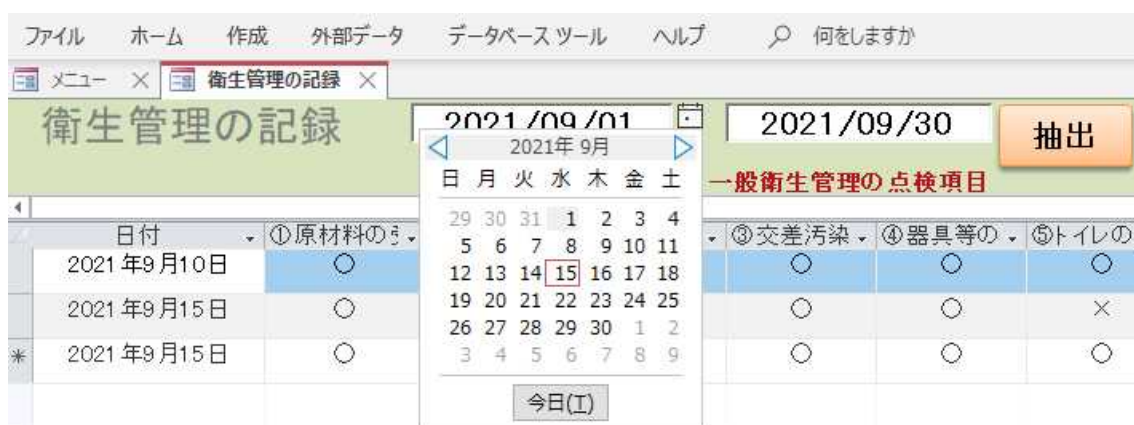 ファイル ホーム 作成 外部データ データベース ツール ヘルプ 何をしますか
メニュー × 衛生管理の記録 ×
衛生管理の記録 2021/09/01 2021/09/30 抽出
一般衛生管理の点検項目
2021年 9月
日 月 火 水 木 金 土
29 30 31 1 2 3 4
5 6 7 8 9 10 11
12 13 14 15 16 17 18
19 20 21 22 23 24 25
26 27 28 29 30 1 2
3 4 5 6 7 8 9
今日(T)
日付 ①原材料の ③交差汚染 ④器具等の ⑤トイレの
2021年9月10日 ○ ○ ○ ○
2021年9月15日 ○ ○ ○ ×
* 2021年9月15日 ○ ○ ○ ○